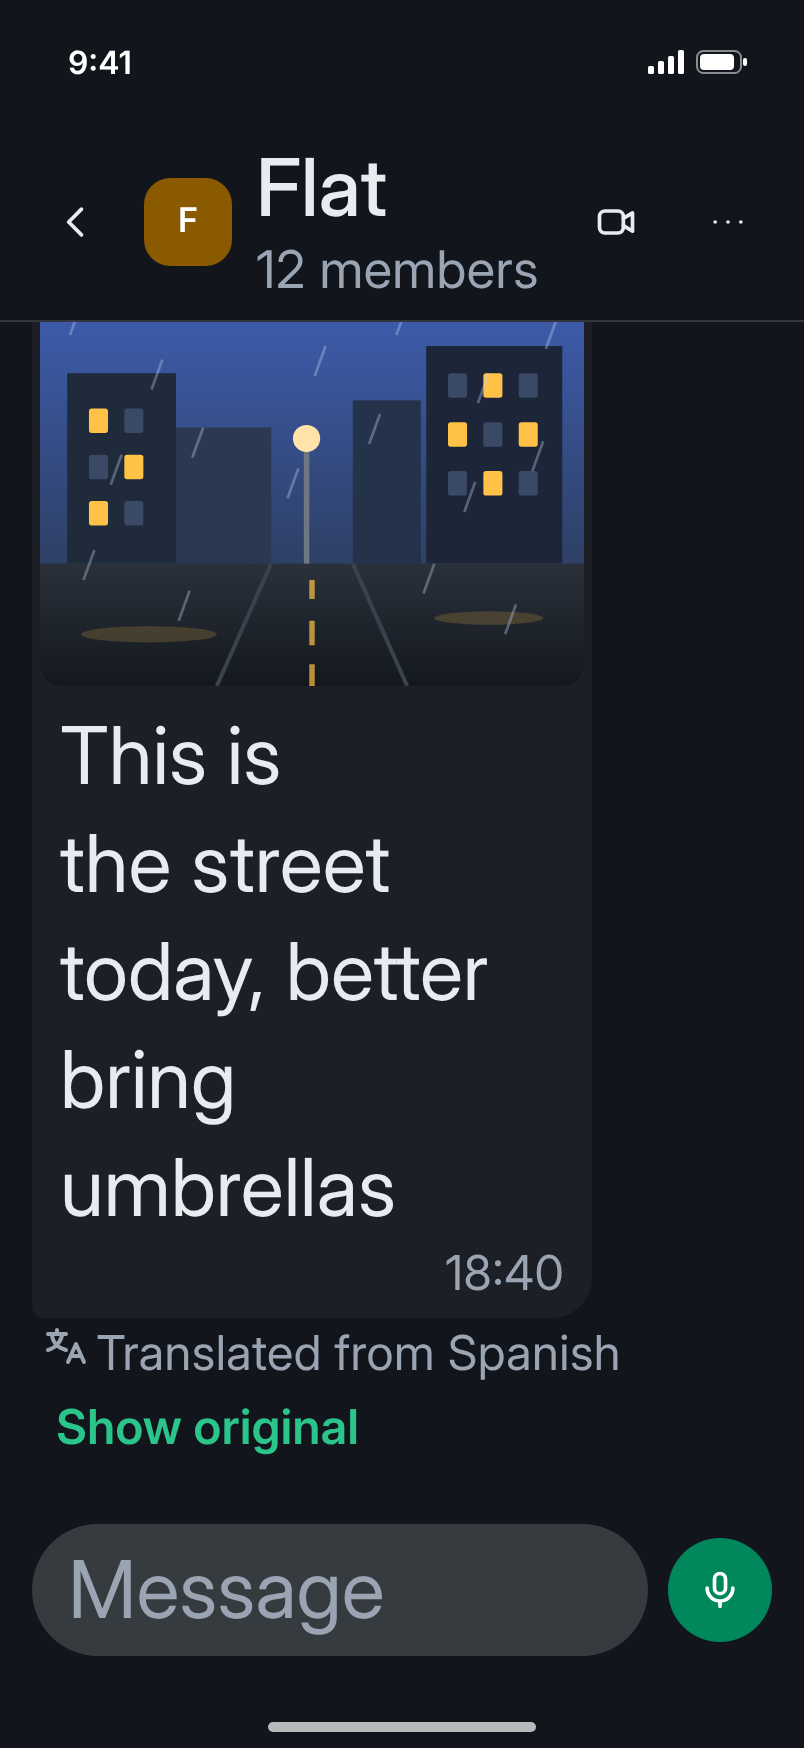 9:41
F
Flat
12 members
This is
the street
today, better
bring
umbrellas
18:40
Translated from Spanish
Show original
Message